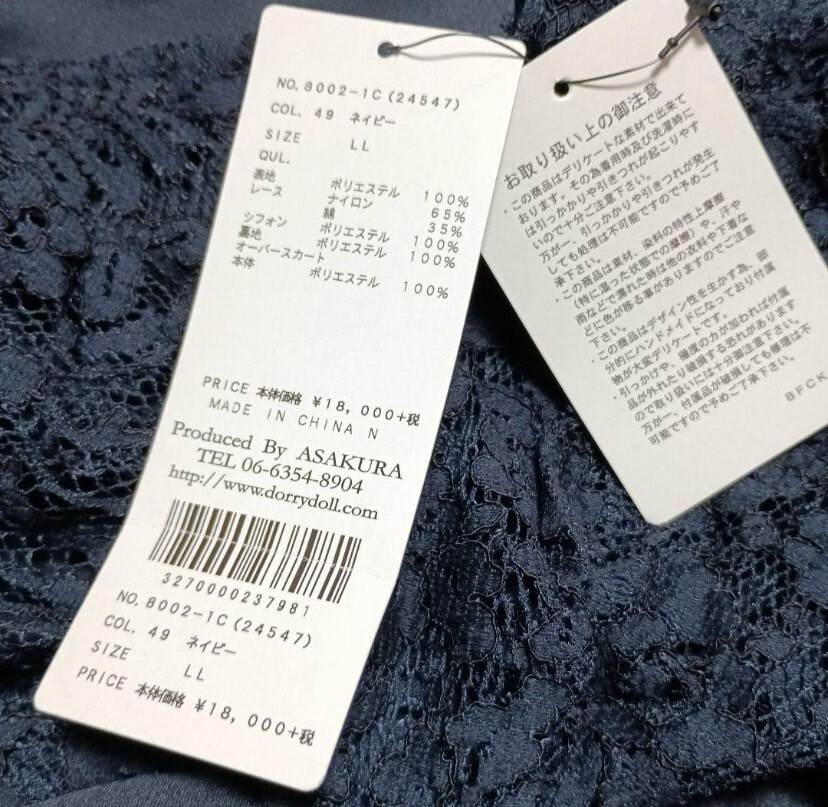 NO. 8002-1C(24547)
COL. 49 ネイビー
SIZE LL
QUL.
表地 ポリエステル 100%
レース ナイロン 65%
綿 35%
シフォン ポリエステル 100%
裏地 ポリエステル 100%
オーバースカート
本体 ポリエステル 100%
PRICE 本体価格 ¥18,000+税
MADE IN CHINA N
Produced By ASAKURA
TEL 06-6354-8904
http://www.dorrydoll.com
3270000237981
NO. 8002-1C(24547)
COL. 49 ネイビー
SIZE LL
PRICE 本体価格 ¥18,000+税
お取り扱い上の御注意
・この商品はデリケートな素材で出来て
おります。その為着用時及び洗濯時に
は引っかかりや引きつれが起こりやす
いので十分ご注意下さい。
万が一、引っかかりや引きつれが発生
しても処理は不可能ですので予めご了
承下さい。
・この商品は素材、染料の特性上摩擦
(特に湿った状態での摩擦)や、汗や
雨などで濡れた時は他の衣料や下着な
どに色が移る事がありますのでご注意
下さい。
・この商品はデザイン性を生かす為、部
分的にハンドメイドになっており付属
物が大変デリケートです。
・引っかけや、極度の力が加われば付属
品が外れたり破損する恐れがあります
ので取り扱いには十分御注意下さい。
万が一、付属品が破損しても修理は不
可能ですので予めご了承下さい。
BFCK